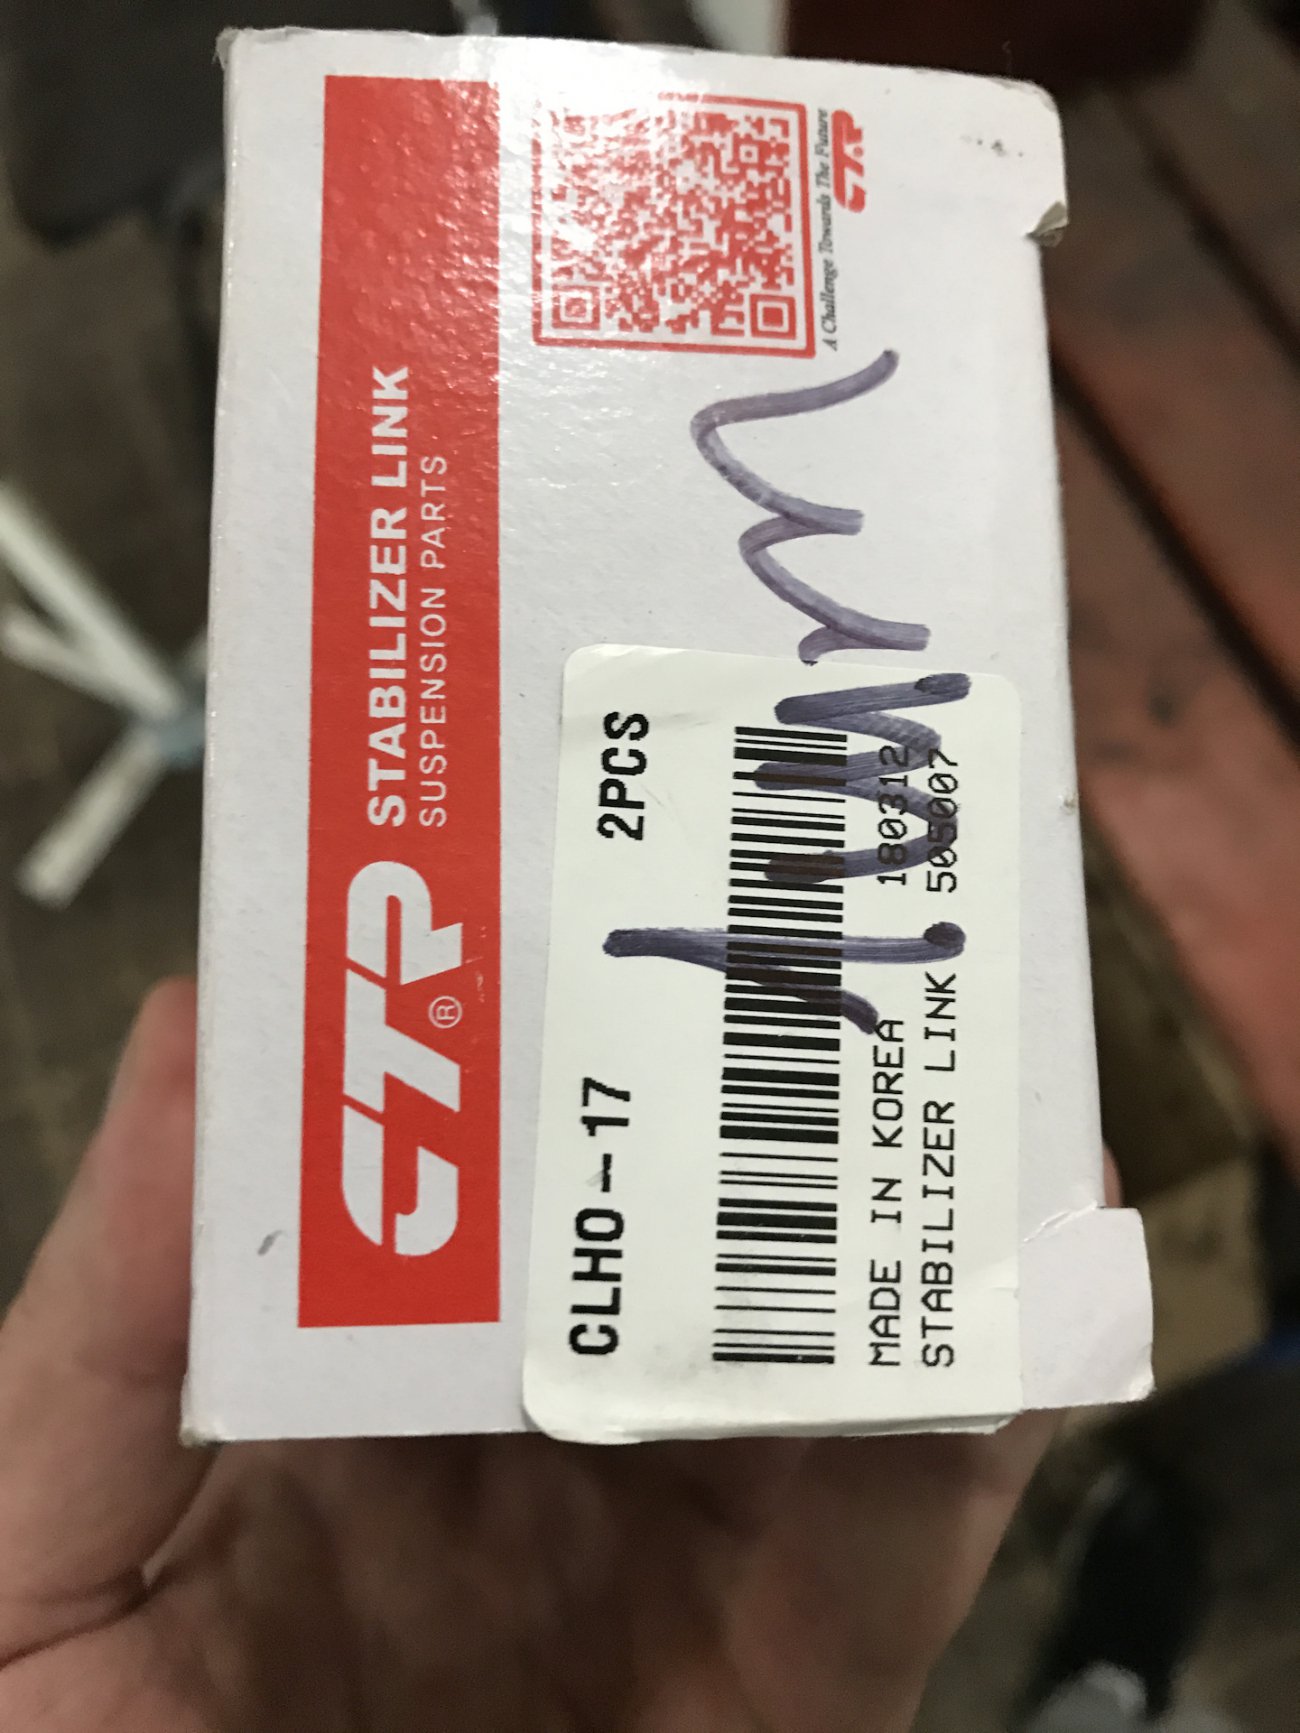 CTR® STABILIZER LINK
SUSPENSION PARTS
A Challenge Towards The Future
CTR
CLHO-17 2PCS
MADE IN KOREA 180312
STABILIZER LINK 505007